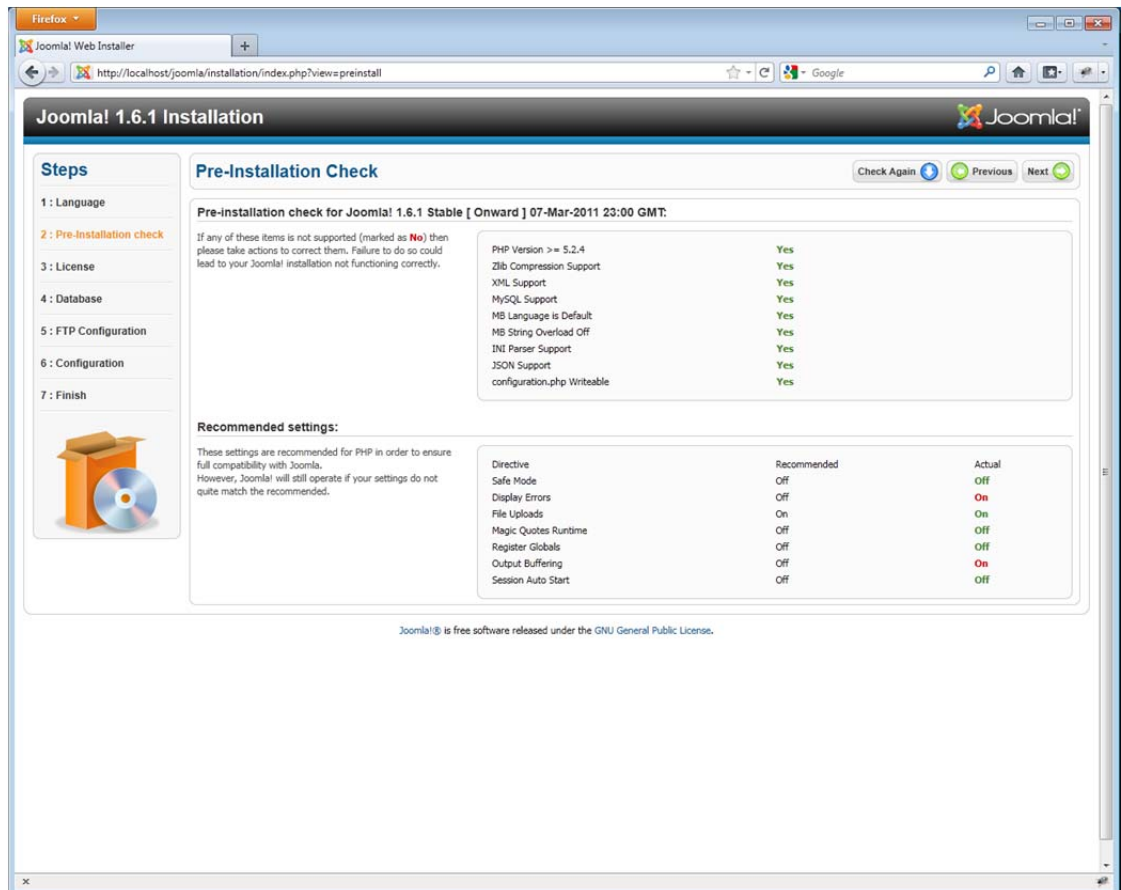 Firefox
Joomla! Web Installer
http://localhost/joomla/installation/index.php?view=preinstall
Google
Joomla! 1.6.1 Installation
Joomla!
Steps
1 : Language
2 : Pre-Installation check
3 : License
4 : Database
5 : FTP Configuration
6 : Configuration
7 : Finish
Pre-Installation Check
Check Again
Previous
Next
Pre-installation check for Joomla! 1.6.1 Stable [ Onward ] 07-Mar-2011 23:00 GMT:
If any of these items is not supported (marked as No) then
please take actions to correct them. Failure to do so could
lead to your Joomla! installation not functioning correctly.
PHP Version >= 5.2.4 Yes
Zlib Compression Support Yes
XML Support Yes
MySQL Support Yes
MB Language is Default Yes
MB String Overload Off Yes
INI Parser Support Yes
JSON Support Yes
configuration.php Writeable Yes
Recommended settings:
These settings are recommended for PHP in order to ensure
full compatibility with Joomla.
However, Joomla! will still operate if your settings do not
quite match the recommended.
Directive Recommended Actual
Safe Mode Off Off
Display Errors Off On
File Uploads On On
Magic Quotes Runtime Off Off
Register Globals Off Off
Output Buffering Off On
Session Auto Start Off Off
Joomla!® is free software released under the GNU General Public License.